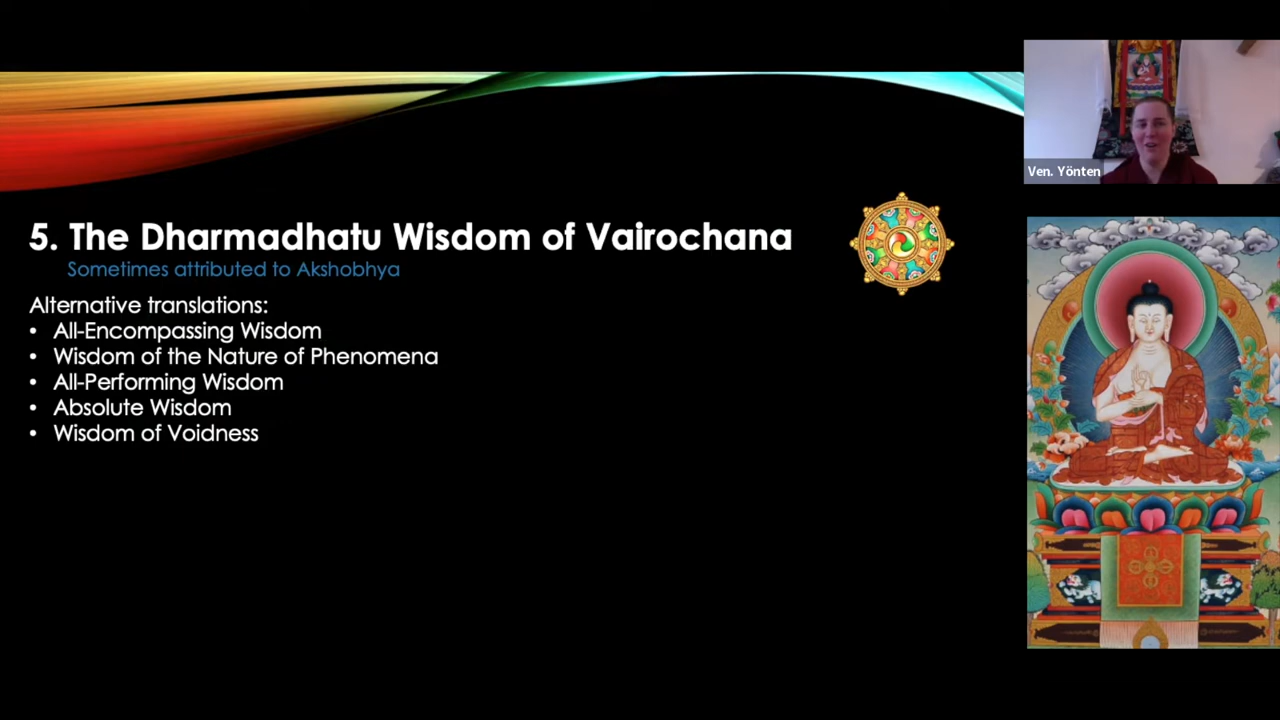 5. The Dharmadhatu Wisdom of Vairochana
Sometimes attributed to Akshobhya
Alternative translations:
• All-Encompassing Wisdom
• Wisdom of the Nature of Phenomena
• All-Performing Wisdom
• Absolute Wisdom
• Wisdom of Voidness
Ven. Yönten